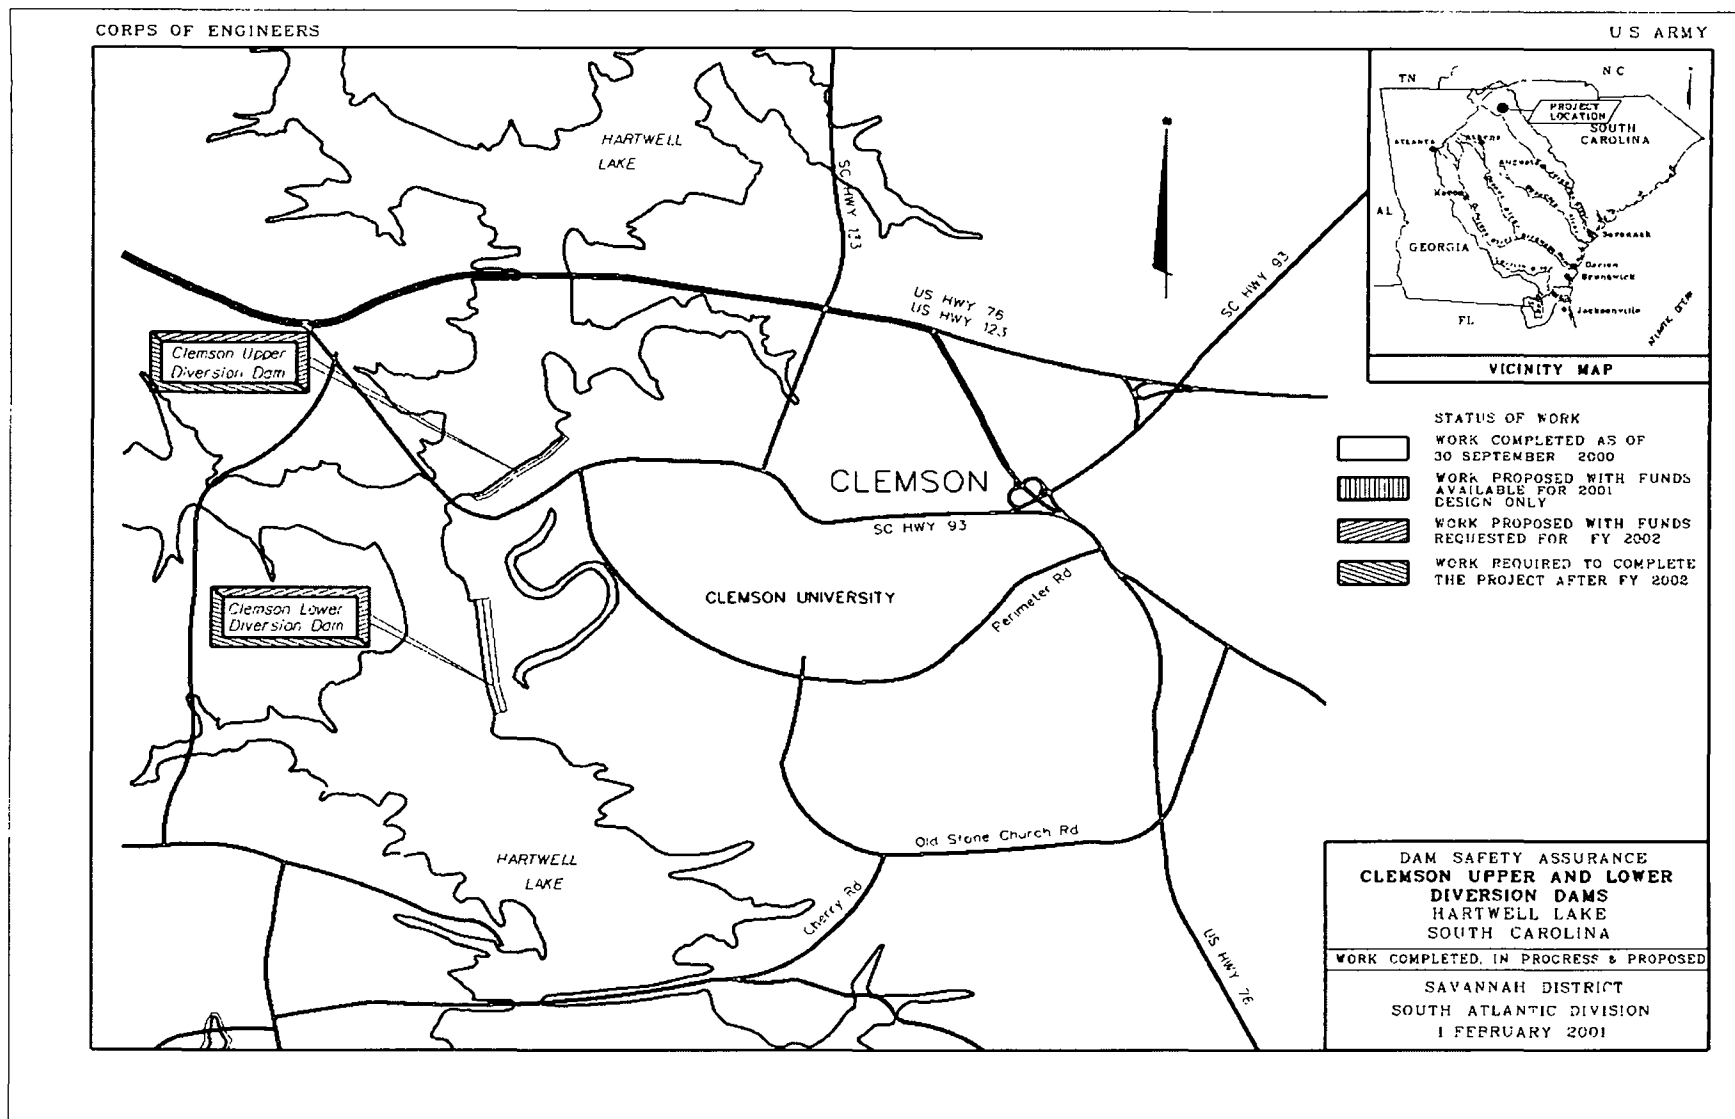 CORPS OF ENGINEERS
U S ARMY
HARTWELL
LAKE
SC HWY 133
US HWY 76
US HWY 123
SC HWY 93
Clemson Upper
Diversion Dam
CLEMSON
SC HWY 93
CLEMSON UNIVERSITY
Perimeter Rd
Clemson Lower
Diversion Dam
Old Stone Church Rd
HARTWELL
LAKE
Cherry Rd
US HWY 76
TN
N C
PROJECT
LOCATION
SOUTH
CAROLINA
ATLANTA
Athens
Augusta
Macon
AL
GEORGIA
Savannah
Darien
Brunswick
FL
Jacksonville
VICINITY MAP
STATUS OF WORK
WORK COMPLETED AS OF
30 SEPTEMBER 2000
WORK PROPOSED WITH FUNDS
AVAILABLE FOR 2001
DESIGN ONLY
WORK PROPOSED WITH FUNDS
REQUESTED FOR FY 2002
WORK REQUIRED TO COMPLETE
THE PROJECT AFTER FY 2002
DAM SAFETY ASSURANCE
CLEMSON UPPER AND LOWER
DIVERSION DAMS
HARTWELL LAKE
SOUTH CAROLINA
WORK COMPLETED, IN PROGRESS & PROPOSED
SAVANNAH DISTRICT
SOUTH ATLANTIC DIVISION
1 FEBRUARY 2001